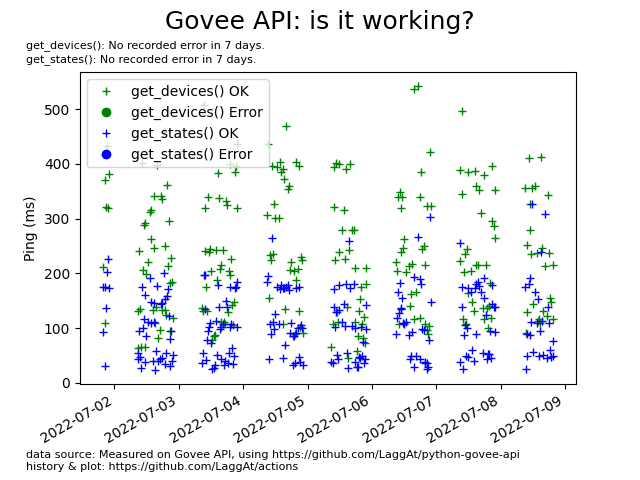 Govee API: is it working?
get_devices(): No recorded error in 7 days.
get_states(): No recorded error in 7 days.
get_devices() OK
get_devices() Error
get_states() OK
get_states() Error
Ping (ms)
500
400
300
200
100
0
2022-07-02
2022-07-03
2022-07-04
2022-07-05
2022-07-06
2022-07-07
2022-07-08
2022-07-09
data source: Measured on Govee API, using https://github.com/LaggAt/python-govee-api
history & plot: https://github.com/LaggAt/actions